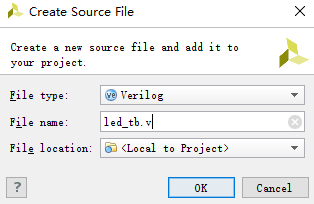 Create Source File
Create a new source file and add it to
your project.
File type: Verilog
File name: led_tb.v
File location: <Local to Project>
? OK Cancel